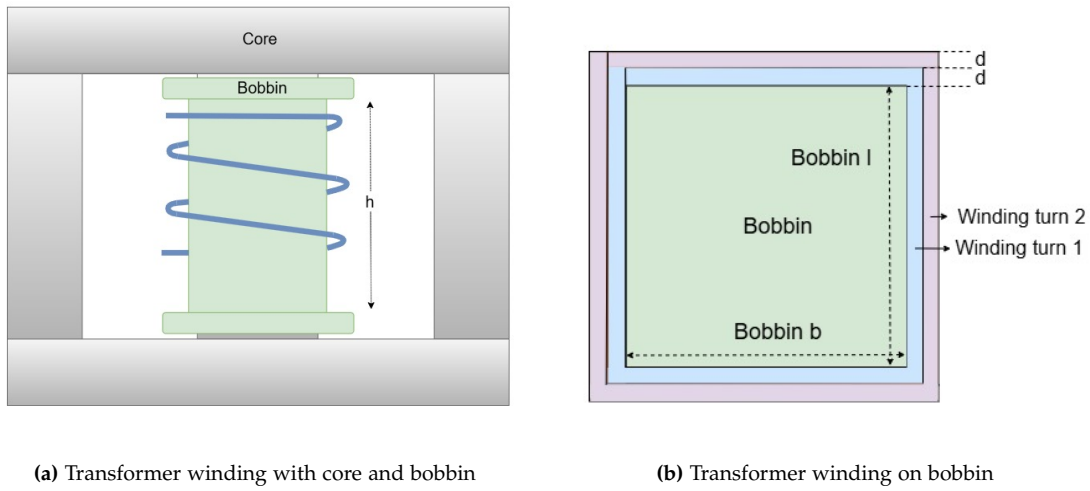 Core
Bobbin
h
d
d
Bobbin l
Bobbin
Winding turn 2
Winding turn 1
Bobbin b
(a) Transformer winding with core and bobbin
(b) Transformer winding on bobbin